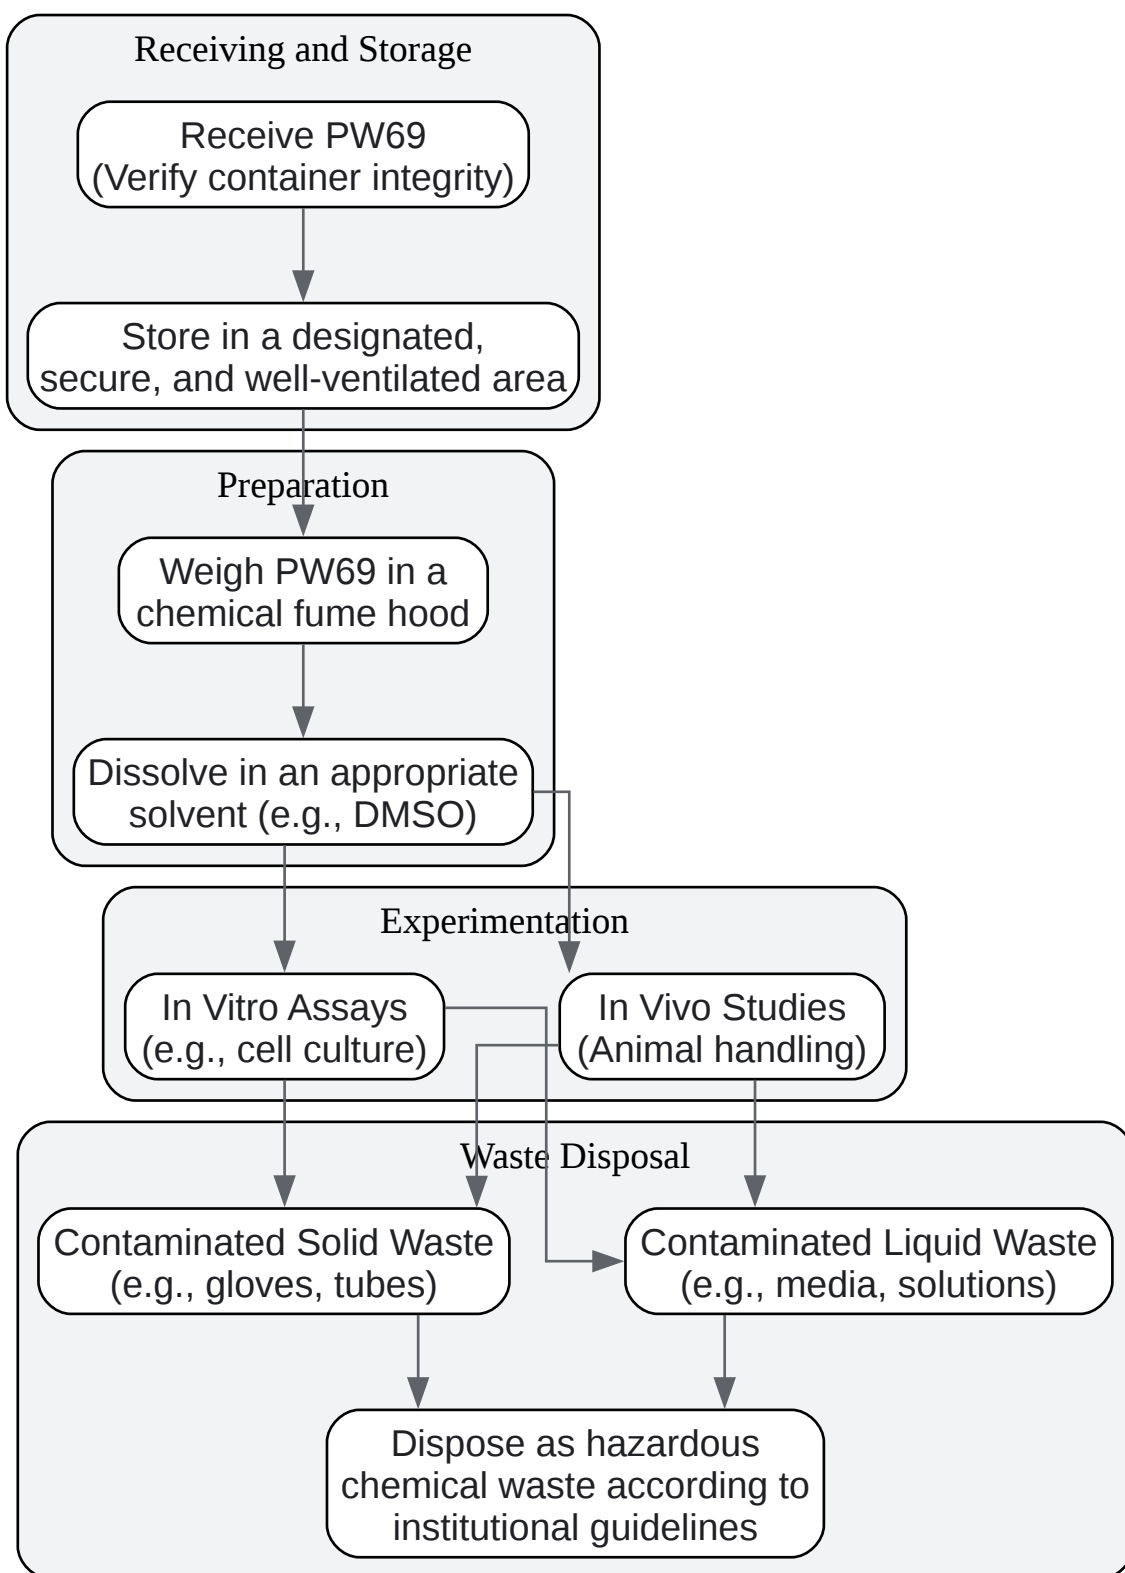 Receiving and Storage
Receive PW69
(Verify container integrity)
Store in a designated,
secure, and well-ventilated area
Preparation
Weigh PW69 in a
chemical fume hood
Dissolve in an appropriate
solvent (e.g., DMSO)
Experimentation
In Vitro Assays
(e.g., cell culture)
In Vivo Studies
(Animal handling)
Waste Disposal
Contaminated Solid Waste
(e.g., gloves, tubes)
Contaminated Liquid Waste
(e.g., media, solutions)
Dispose as hazardous
chemical waste according to
institutional guidelines